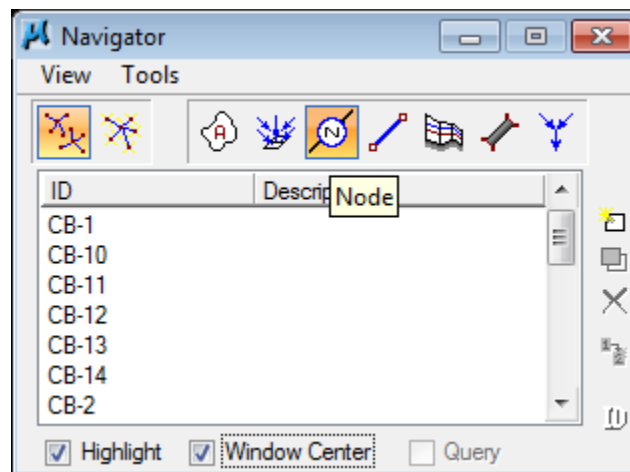 Navigator
View Tools
A
N
ID Descrip
Node
CB-1
CB-10
CB-11
CB-12
CB-13
CB-14
CB-2
Highlight Window Center Query